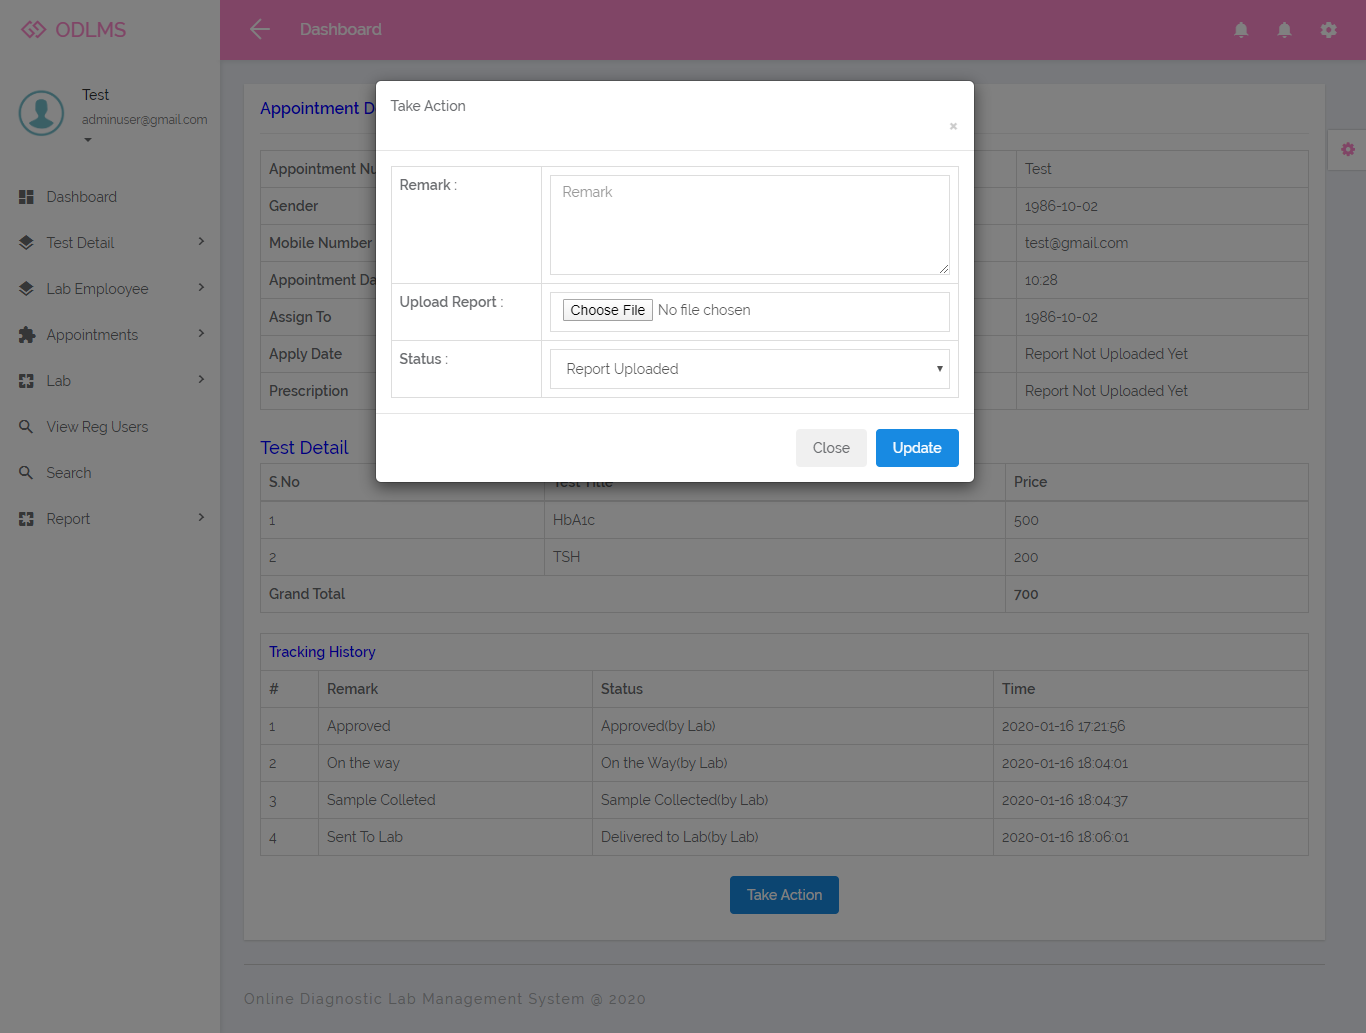 ODLMS
Dashboard
Test
adminuser@gmail.com
Dashboard
Test Detail
Lab Emplooyee
Appointments
Lab
View Reg Users
Search
Report
Take Action
×
Remark :
Remark
Upload Report :
Choose File No file chosen
Status :
Report Uploaded
Close Update
Appointment D
Appointment Nu Test
Gender 1986-10-02
Mobile Number test@gmail.com
Appointment Da 10:28
Assign To 1986-10-02
Apply Date Report Not Uploaded Yet
Prescription Report Not Uploaded Yet
Test Detail
S.No Test Title Price
1 HbA1c 500
2 TSH 200
Grand Total 700
Tracking History
# Remark Status Time
1 Approved Approved(by Lab) 2020-01-16 17:21:56
2 On the way On the Way(by Lab) 2020-01-16 18:04:01
3 Sample Colleted Sample Collected(by Lab) 2020-01-16 18:04:37
4 Sent To Lab Delivered to Lab(by Lab) 2020-01-16 18:06:01
Take Action
Online Diagnostic Lab Management System @ 2020